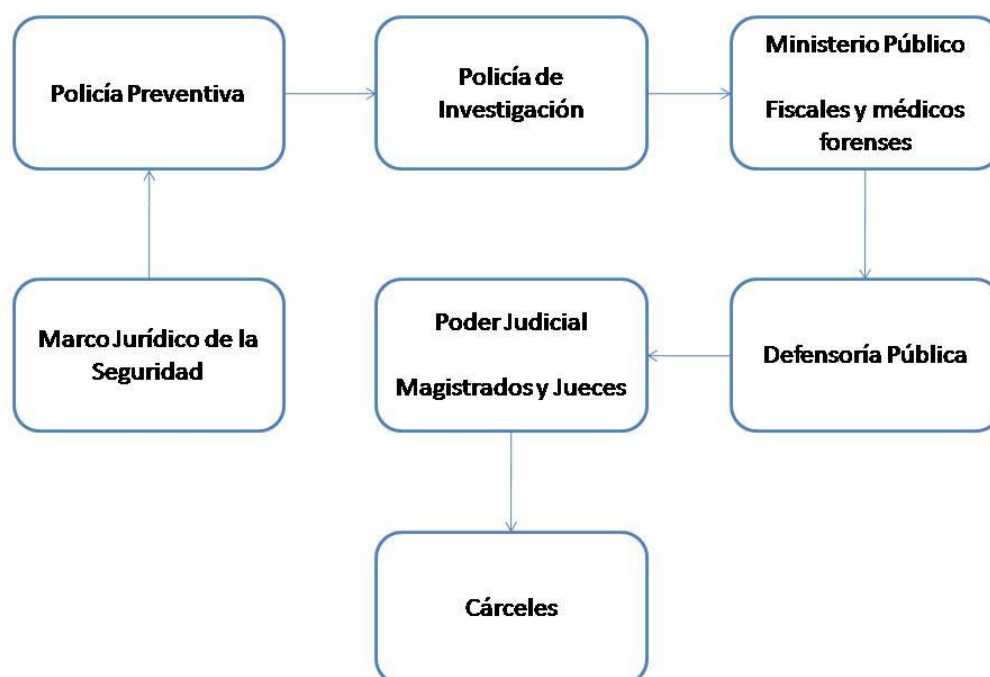 Policía Preventiva
Policía de
Investigación
Ministerio Público
Fiscales y médicos
forenses
Marco Jurídico de la
Seguridad
Poder Judicial
Magistrados y Jueces
Defensoría Pública
Cárceles